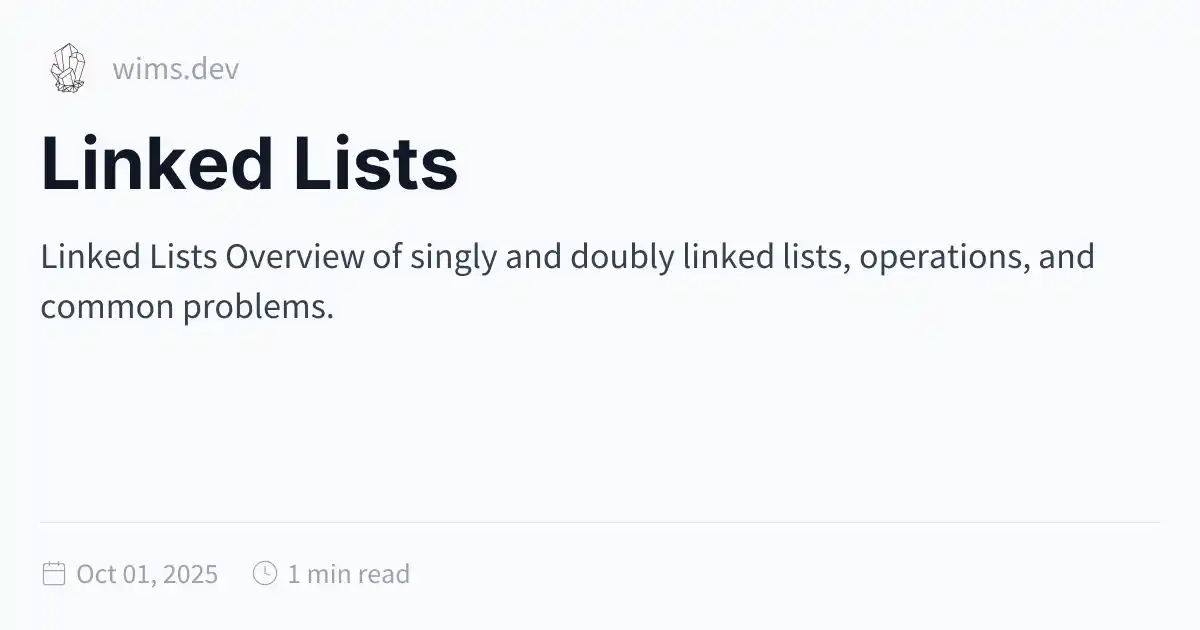 wims.dev
Linked Lists
Linked Lists Overview of singly and doubly linked lists, operations, and
common problems.
Oct 01, 2025 1 min read